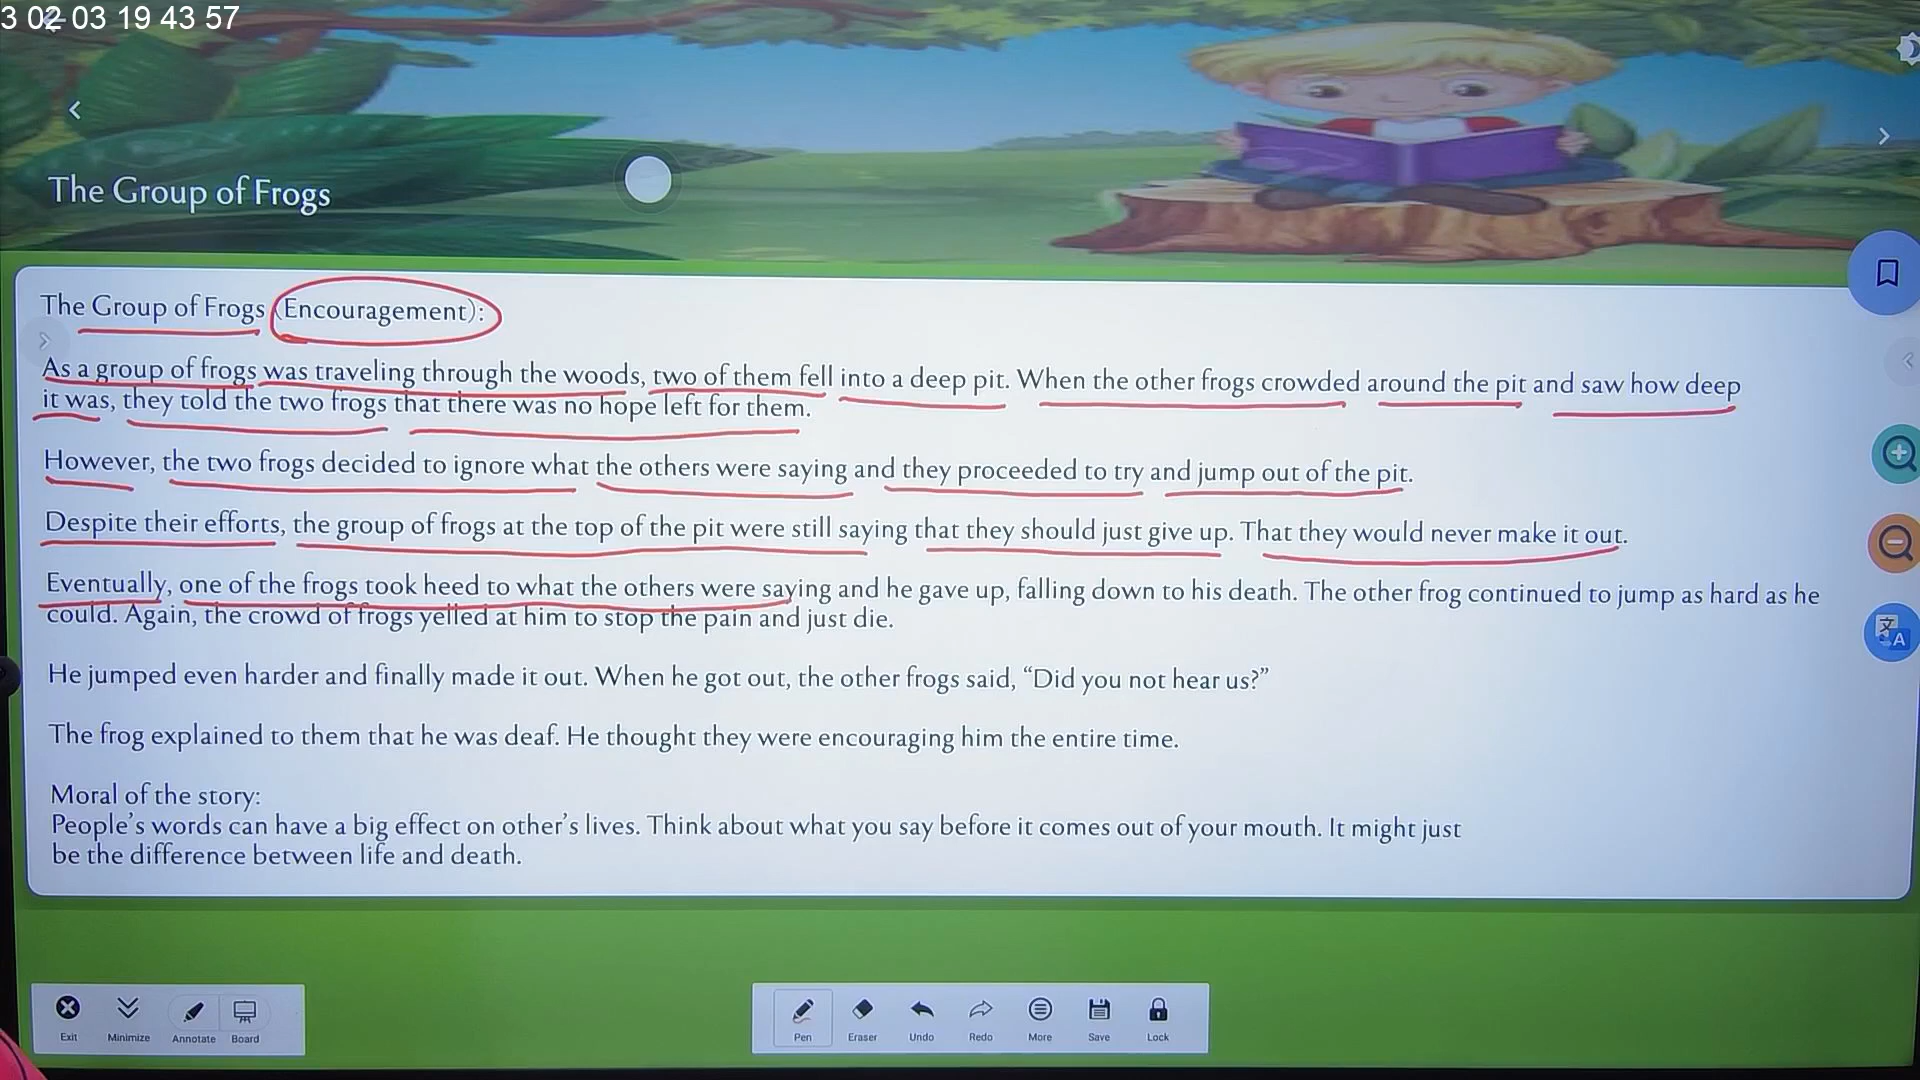 3 02 03 19 43 57
The Group of Frogs
The Group of Frogs (Encouragement):
As a group of frogs was traveling through the woods, two of them fell into a deep pit. When the other frogs crowded around the pit and saw how deep
it was, they told the two frogs that there was no hope left for them.
However, the two frogs decided to ignore what the others were saying and they proceeded to try and jump out of the pit.
Despite their efforts, the group of frogs at the top of the pit were still saying that they should just give up. That they would never make it out.
Eventually, one of the frogs took heed to what the others were saying and he gave up, falling down to his death. The other frog continued to jump as hard as he
could. Again, the crowd of frogs yelled at him to stop the pain and just die.
He jumped even harder and finally made it out. When he got out, the other frogs said, “Did you not hear us?”
The frog explained to them that he was deaf. He thought they were encouraging him the entire time.
Moral of the story:
People’s words can have a big effect on other’s lives. Think about what you say before it comes out of your mouth. It might just
be the difference between life and death.
文 A
Exit Minimize Annotate Board
Pen Eraser Undo Redo More Save Lock